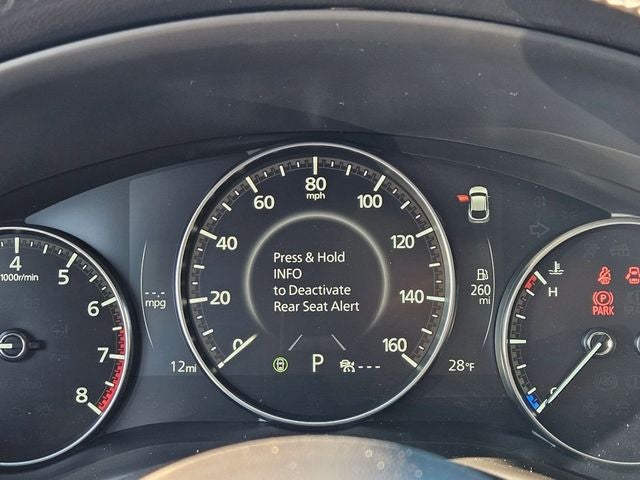 4
1000r/min
5
6
7
8
0
20
40
60
80
mph
100
120
140
160
Press & Hold
INFO
to Deactivate
Rear Seat Alert
--- mpg
12mi
P
---
260
mi
28°F
H
PARK